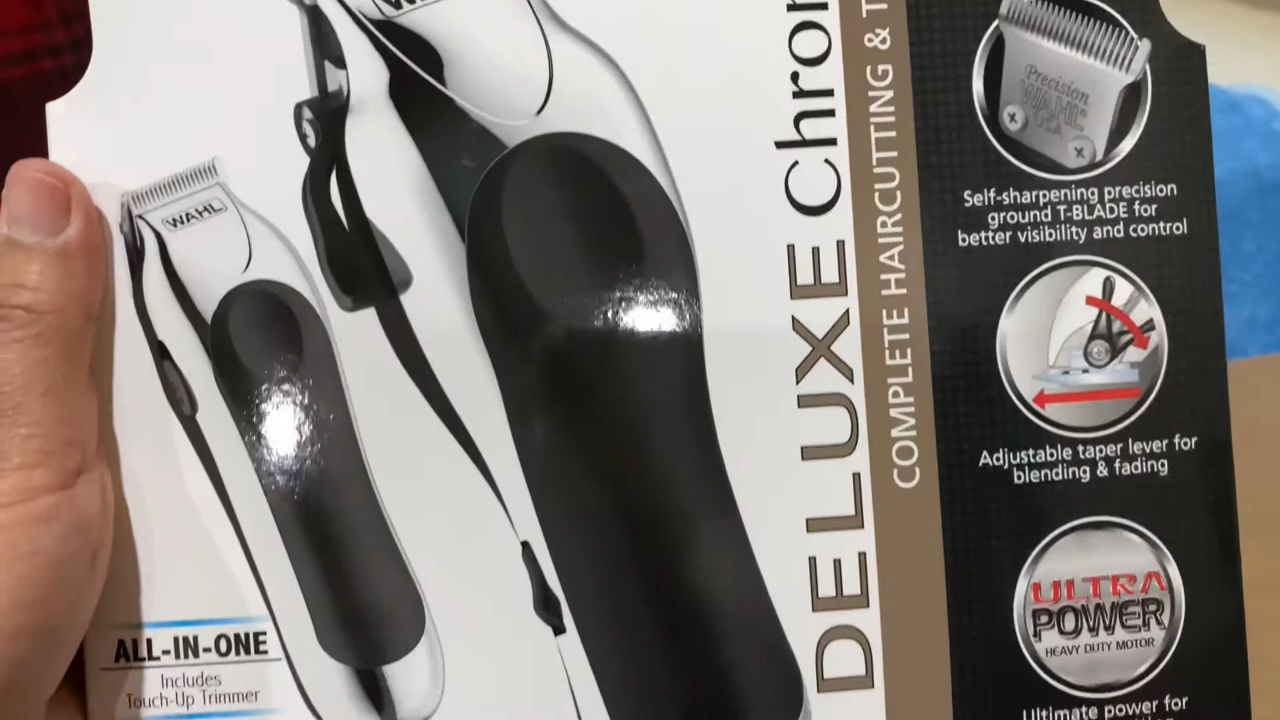 WAHL
ALL-IN-ONE
Includes
Touch-Up Trimmer
DELUXE Chro
COMPLETE HAIRCUTTING &
Precision
WAHL
USA
Self-sharpening precision
ground T-BLADE for
better visibility and control
Adjustable taper lever for
blending & fading
ULTRA
POWER
HEAVY DUTY MOTOR
Ultimate power for